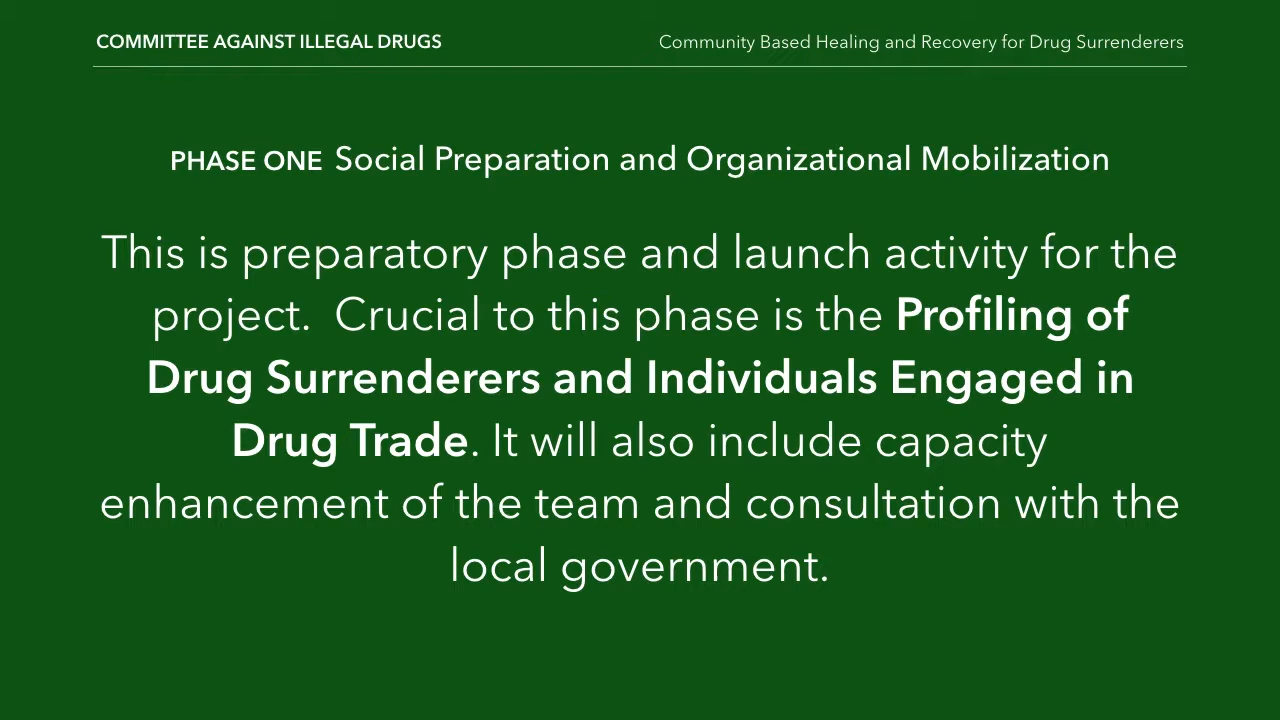 COMMITTEE AGAINST ILLEGAL DRUGS
Community Based Healing and Recovery for Drug Surrenderers
PHASE ONE Social Preparation and Organizational Mobilization
This is preparatory phase and launch activity for the
project. Crucial to this phase is the Profiling of
Drug Surrenderers and Individuals Engaged in
Drug Trade. It will also include capacity
enhancement of the team and consultation with the
local government.